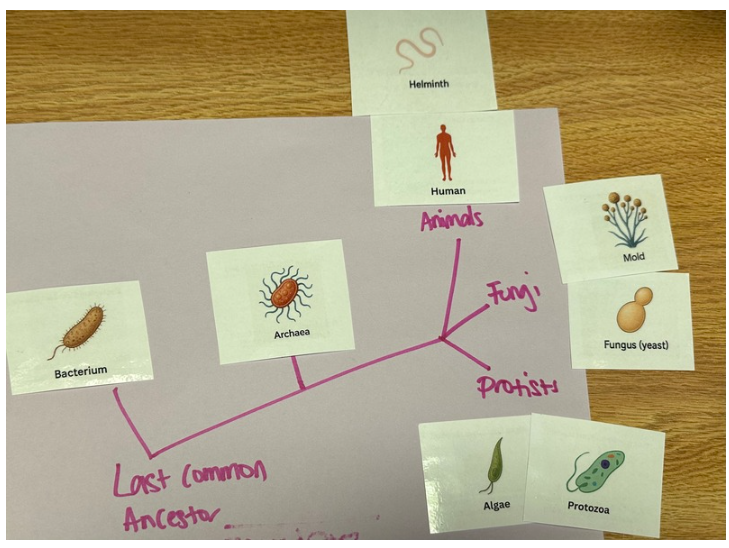 Helminth
Human
Animals
Mold
Fungi
Archaea
Fungus (yeast)
Bacterium
Protists
Last Common
Ancestor
Algae
Protozoa